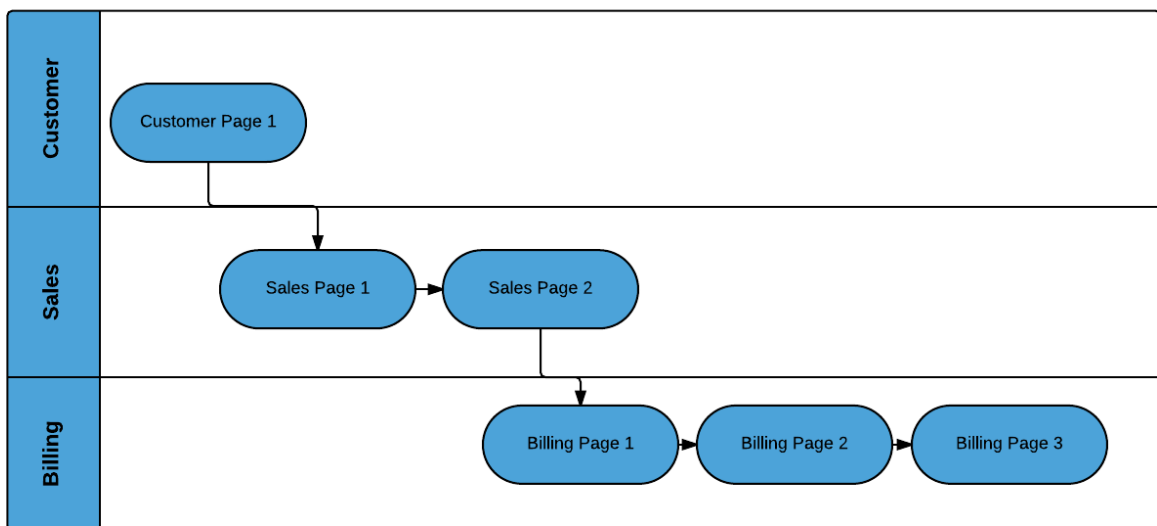 Customer
Customer Page 1
Sales
Sales Page 1
Sales Page 2
Billing
Billing Page 1
Billing Page 2
Billing Page 3